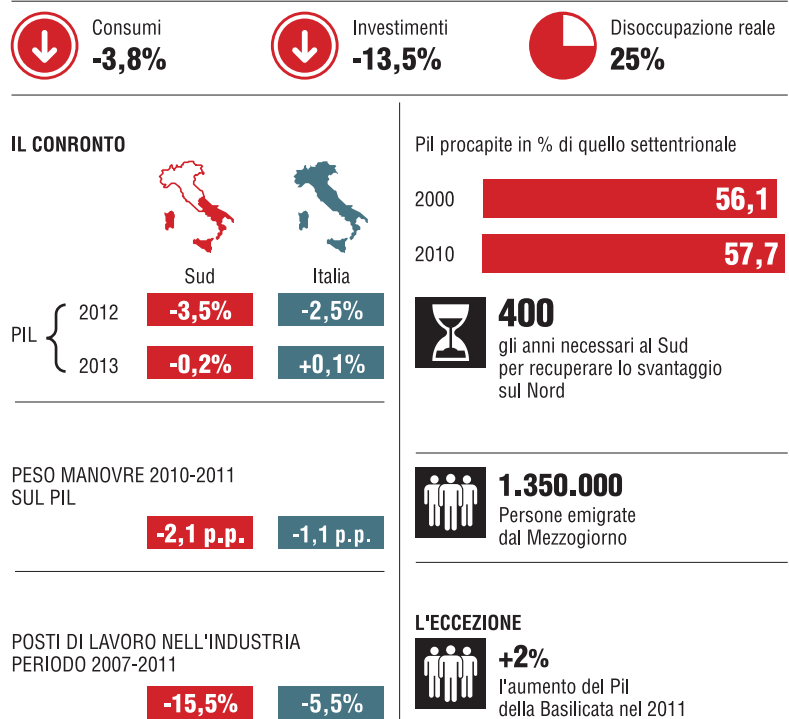 Consumi
-3,8%
Investimenti
-13,5%
Disoccupazione reale
25%
IL CONFRONTO
Sud
Italia
PIL
2012
-3,5%
-2,5%
2013
-0,2%
+0,1%
PESO MANOVRE 2010-2011
SUL PIL
-2,1 p.p.
-1,1 p.p.
POSTI DI LAVORO NELL'INDUSTRIA
PERIODO 2007-2011
-15,5%
-5,5%
Pil procapite in % di quello settentrionale
2000
56,1
2010
57,7
400
gli anni necessari al Sud
per recuperare lo svantaggio
sul Nord
1.350.000
Persone emigrate
dal Mezzogiorno
L'ECCEZIONE
+2%
l'aumento del Pil
della Basilicata nel 2011